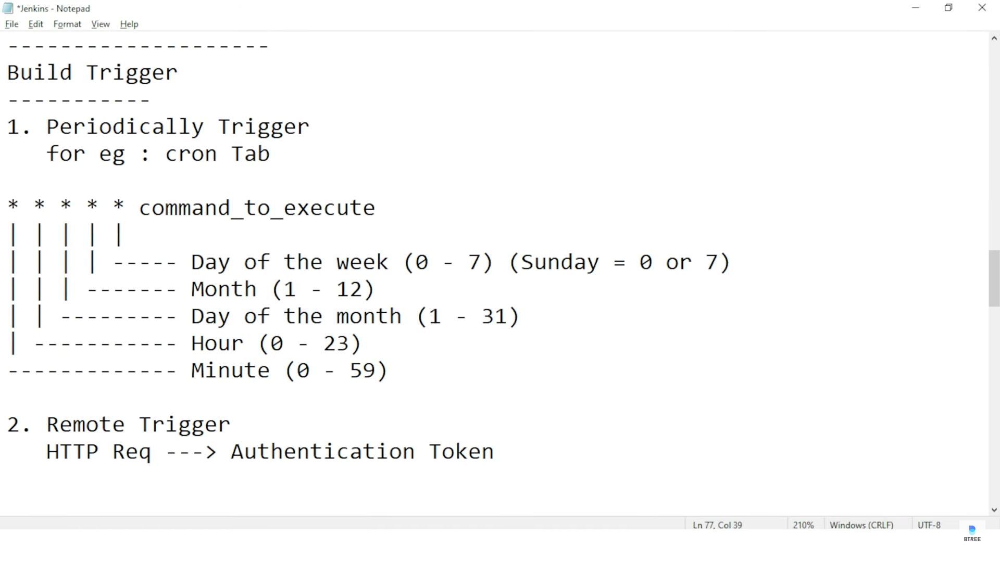 *Jenkins - Notepad
File Edit Format View Help
--------------------
Build Trigger
-----------
1. Periodically Trigger
   for eg : cron Tab

* * * * * command_to_execute
| | | | |
| | | | ----- Day of the week (0 - 7) (Sunday = 0 or 7)
| | | ------- Month (1 - 12)
| | --------- Day of the month (1 - 31)
| ----------- Hour (0 - 23)
------------- Minute (0 - 59)

2. Remote Trigger
   HTTP Req ---> Authentication Token
Ln 77, Col 39 210% Windows (CRLF) UTF-8
BTREE